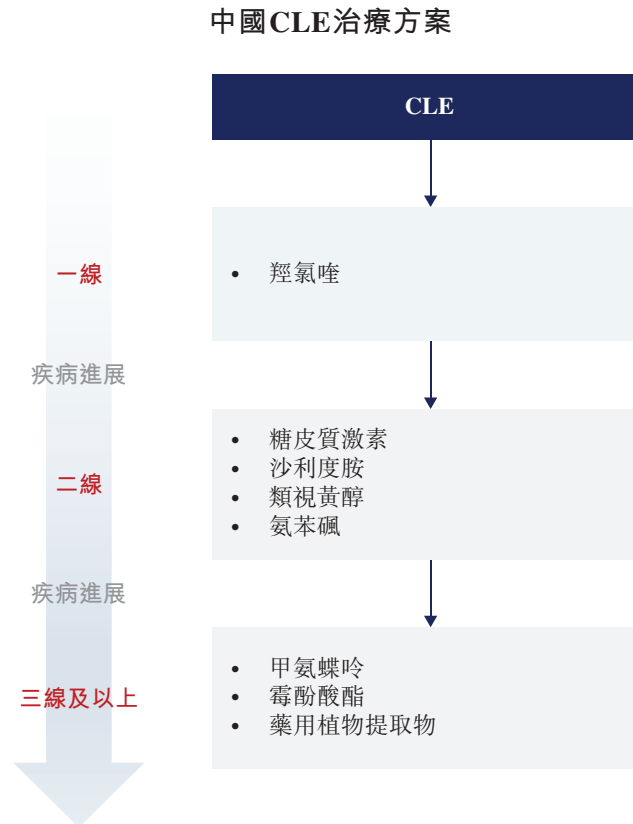 中國CLE治療方案
CLE
一線
• 羥氯喹
疾病進展
二線
• 糖皮質激素
• 沙利度胺
• 類視黃醇
• 氨苯碸
疾病進展
三線及以上
• 甲氨蝶呤
• 霉酚酸酯
• 藥用植物提取物